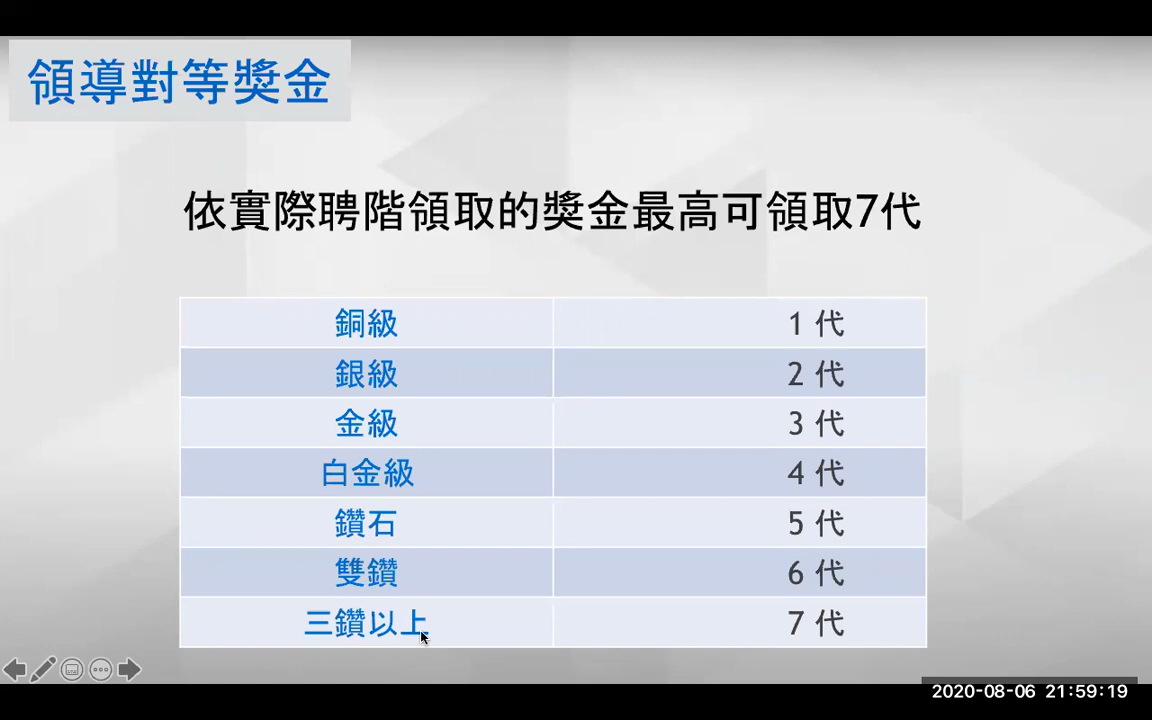 領導對等獎金
依實際聘階領取的獎金最高可領取7代
銅級 1 代
銀級 2 代
金級 3 代
白金級 4 代
鑽石 5 代
雙鑽 6 代
三鑽以上 7 代
2020-08-06 21:59:19